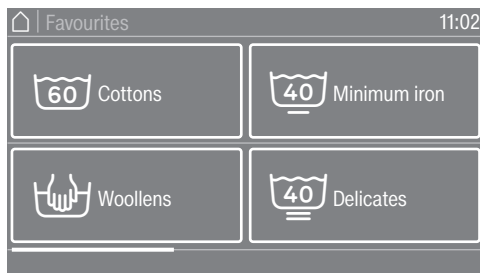 Favourites 11:02
60 Cottons
40 Minimum iron
Woollens
40 Delicates